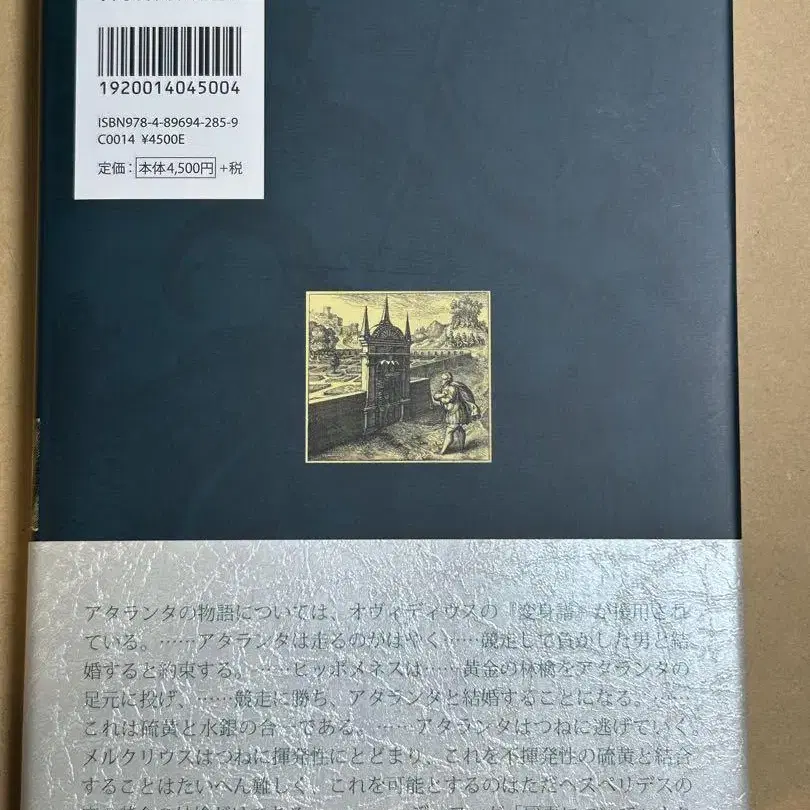 1920014045004
ISBN978-4-89694-285-9
C0014 ¥4500E
定価：本体4,500円+税
アタランタの物語については、オヴィディウスの『変身譜』が援用され
ている。……アタランタは走るのがはやく……競走して負かした男と結
婚すると約束する。……ヒッポメネスは……黄金の林檎をアタランタの
足元に投げ、……競走に勝ち、アタランタと結婚することになる。……
これは硫黄と水銀の合一である。……アタランタはつねに逃げていく。
メルクリウスはつねに揮発性にとどまり、これを不揮発性の硫黄と結合
することはたいへん難しく、これを可能とするのはただヘスペリデスの